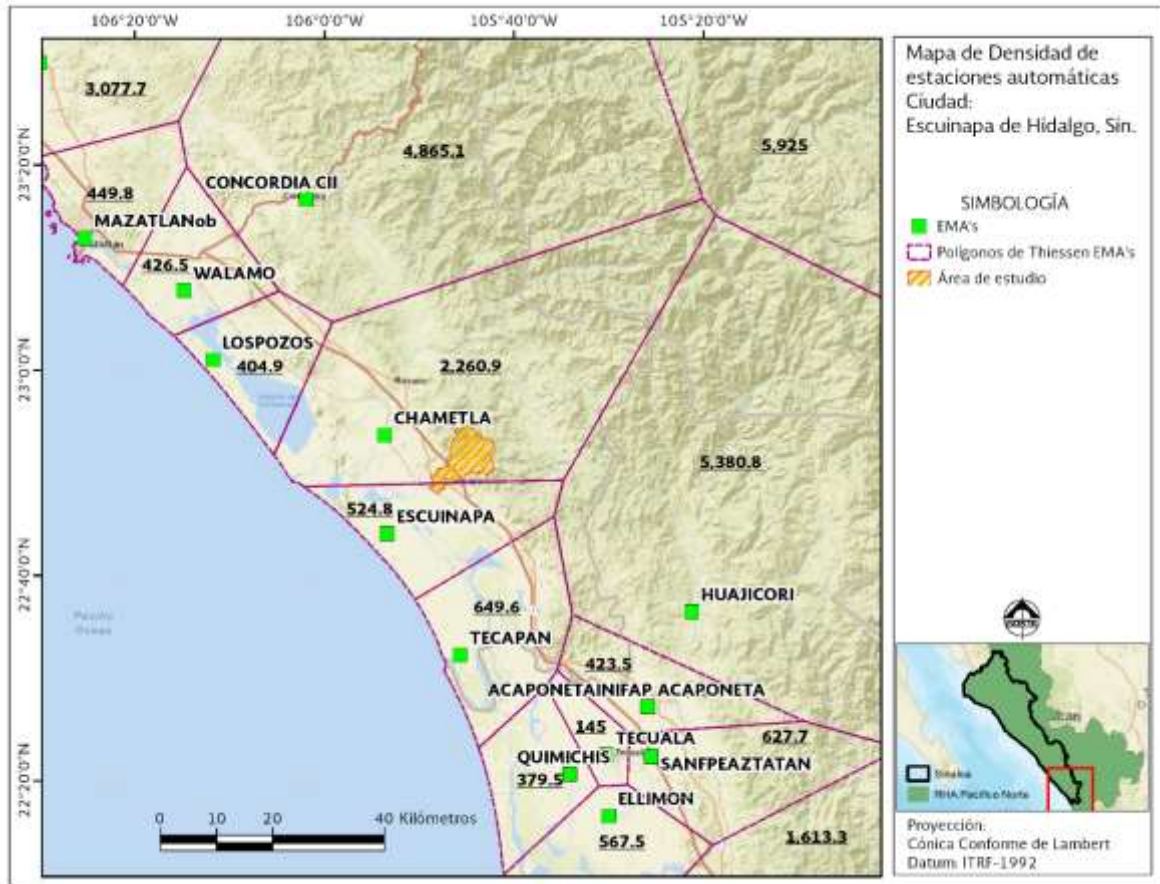 106°20'0"W
106°0'0"W
105°40'0"W
105°20'0"W
23°20'0"N
23°0'0"N
22°40'0"N
22°20'0"N
3,077.7
4,865.1
5,925
449.8
CONCORDIA CII
MAZATLANob
426.5
WALAMO
LOSPOZOS
404.9
2,260.9
Rosario
CHAMETLA
5,380.8
524.8
ESCUINAPA
HUAJICORI
649.6
TECAPAN
423.5
ACAPONETAINIFAP ACAPONETA
145
TECUALA
627.7
QUIMICHIS
SANFPEAZTATAN
379.5
ELLIMON
567.5
1,613.3
Pacific
Ocean
0 10 20 40 Kilómetros
Mapa de Densidad de
estaciones automáticas
Ciudad:
Escuinapa de Hidalgo, Sin.
SIMBOLOGÍA
EMA's
Polígonos de Thiessen EMA's
Área de estudio
Sinaloa
RHA Pacifico Norte
Proyección:
Cónica Conforme de Lambert
Datum: ITRF-1992